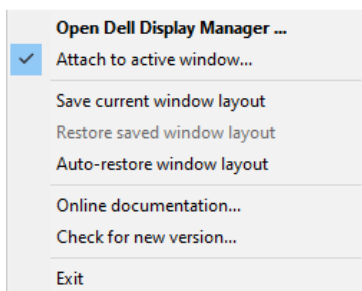 Open Dell Display Manager ...
Attach to active window...
Save current window layout
Restore saved window layout
Auto-restore window layout
Online documentation...
Check for new version...
Exit